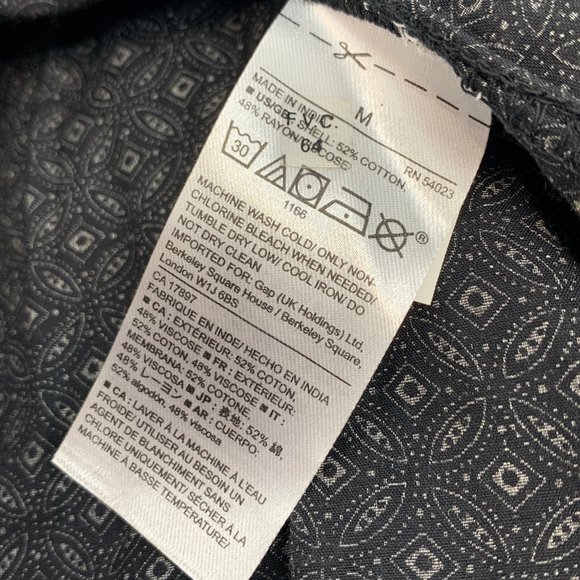 M
MADE IN INDIA
RN 54023
US/GB: SHELL: 52% COTTON,
48% RAYON/VISCOSE
F.V.C.
64
30
1166
®
MACHINE WASH COLD/ ONLY NON-
CHLORINE BLEACH WHEN NEEDED/
TUMBLE DRY LOW/ COOL IRON/ DO
NOT DRY CLEAN
IMPORTED FOR: Gap (UK Holdings) Ltd,
Berkeley Square House / Berkeley Square,
London W1J 6BS
CA 17897
FABRIQUE EN INDE/ HECHO EN INDIA
■ CA : EXTERIEUR: 52% COTON,
48% VISCOSE ■ FR : EXTÉRIEUR:
52% COTON, 48% VISCOSE ■ IT :
MEMBRANA: 52% COTONE,
48% VISCOSA ■ JP : 表地: 52% 綿,
48% レーヨン ■ AR : CUERPO:
52% algodon, 48% viscosa
■ CA : LAVER À LA MACHINE À L'EAU
FROIDE/ UTILISER AU BESOIN UN
AGENT DE BLANCHIMENT SANS
CHLORE UNIQUEMENT/ SÉCHER À LA
MACHINE À BASSE TEMPÉRATURE/